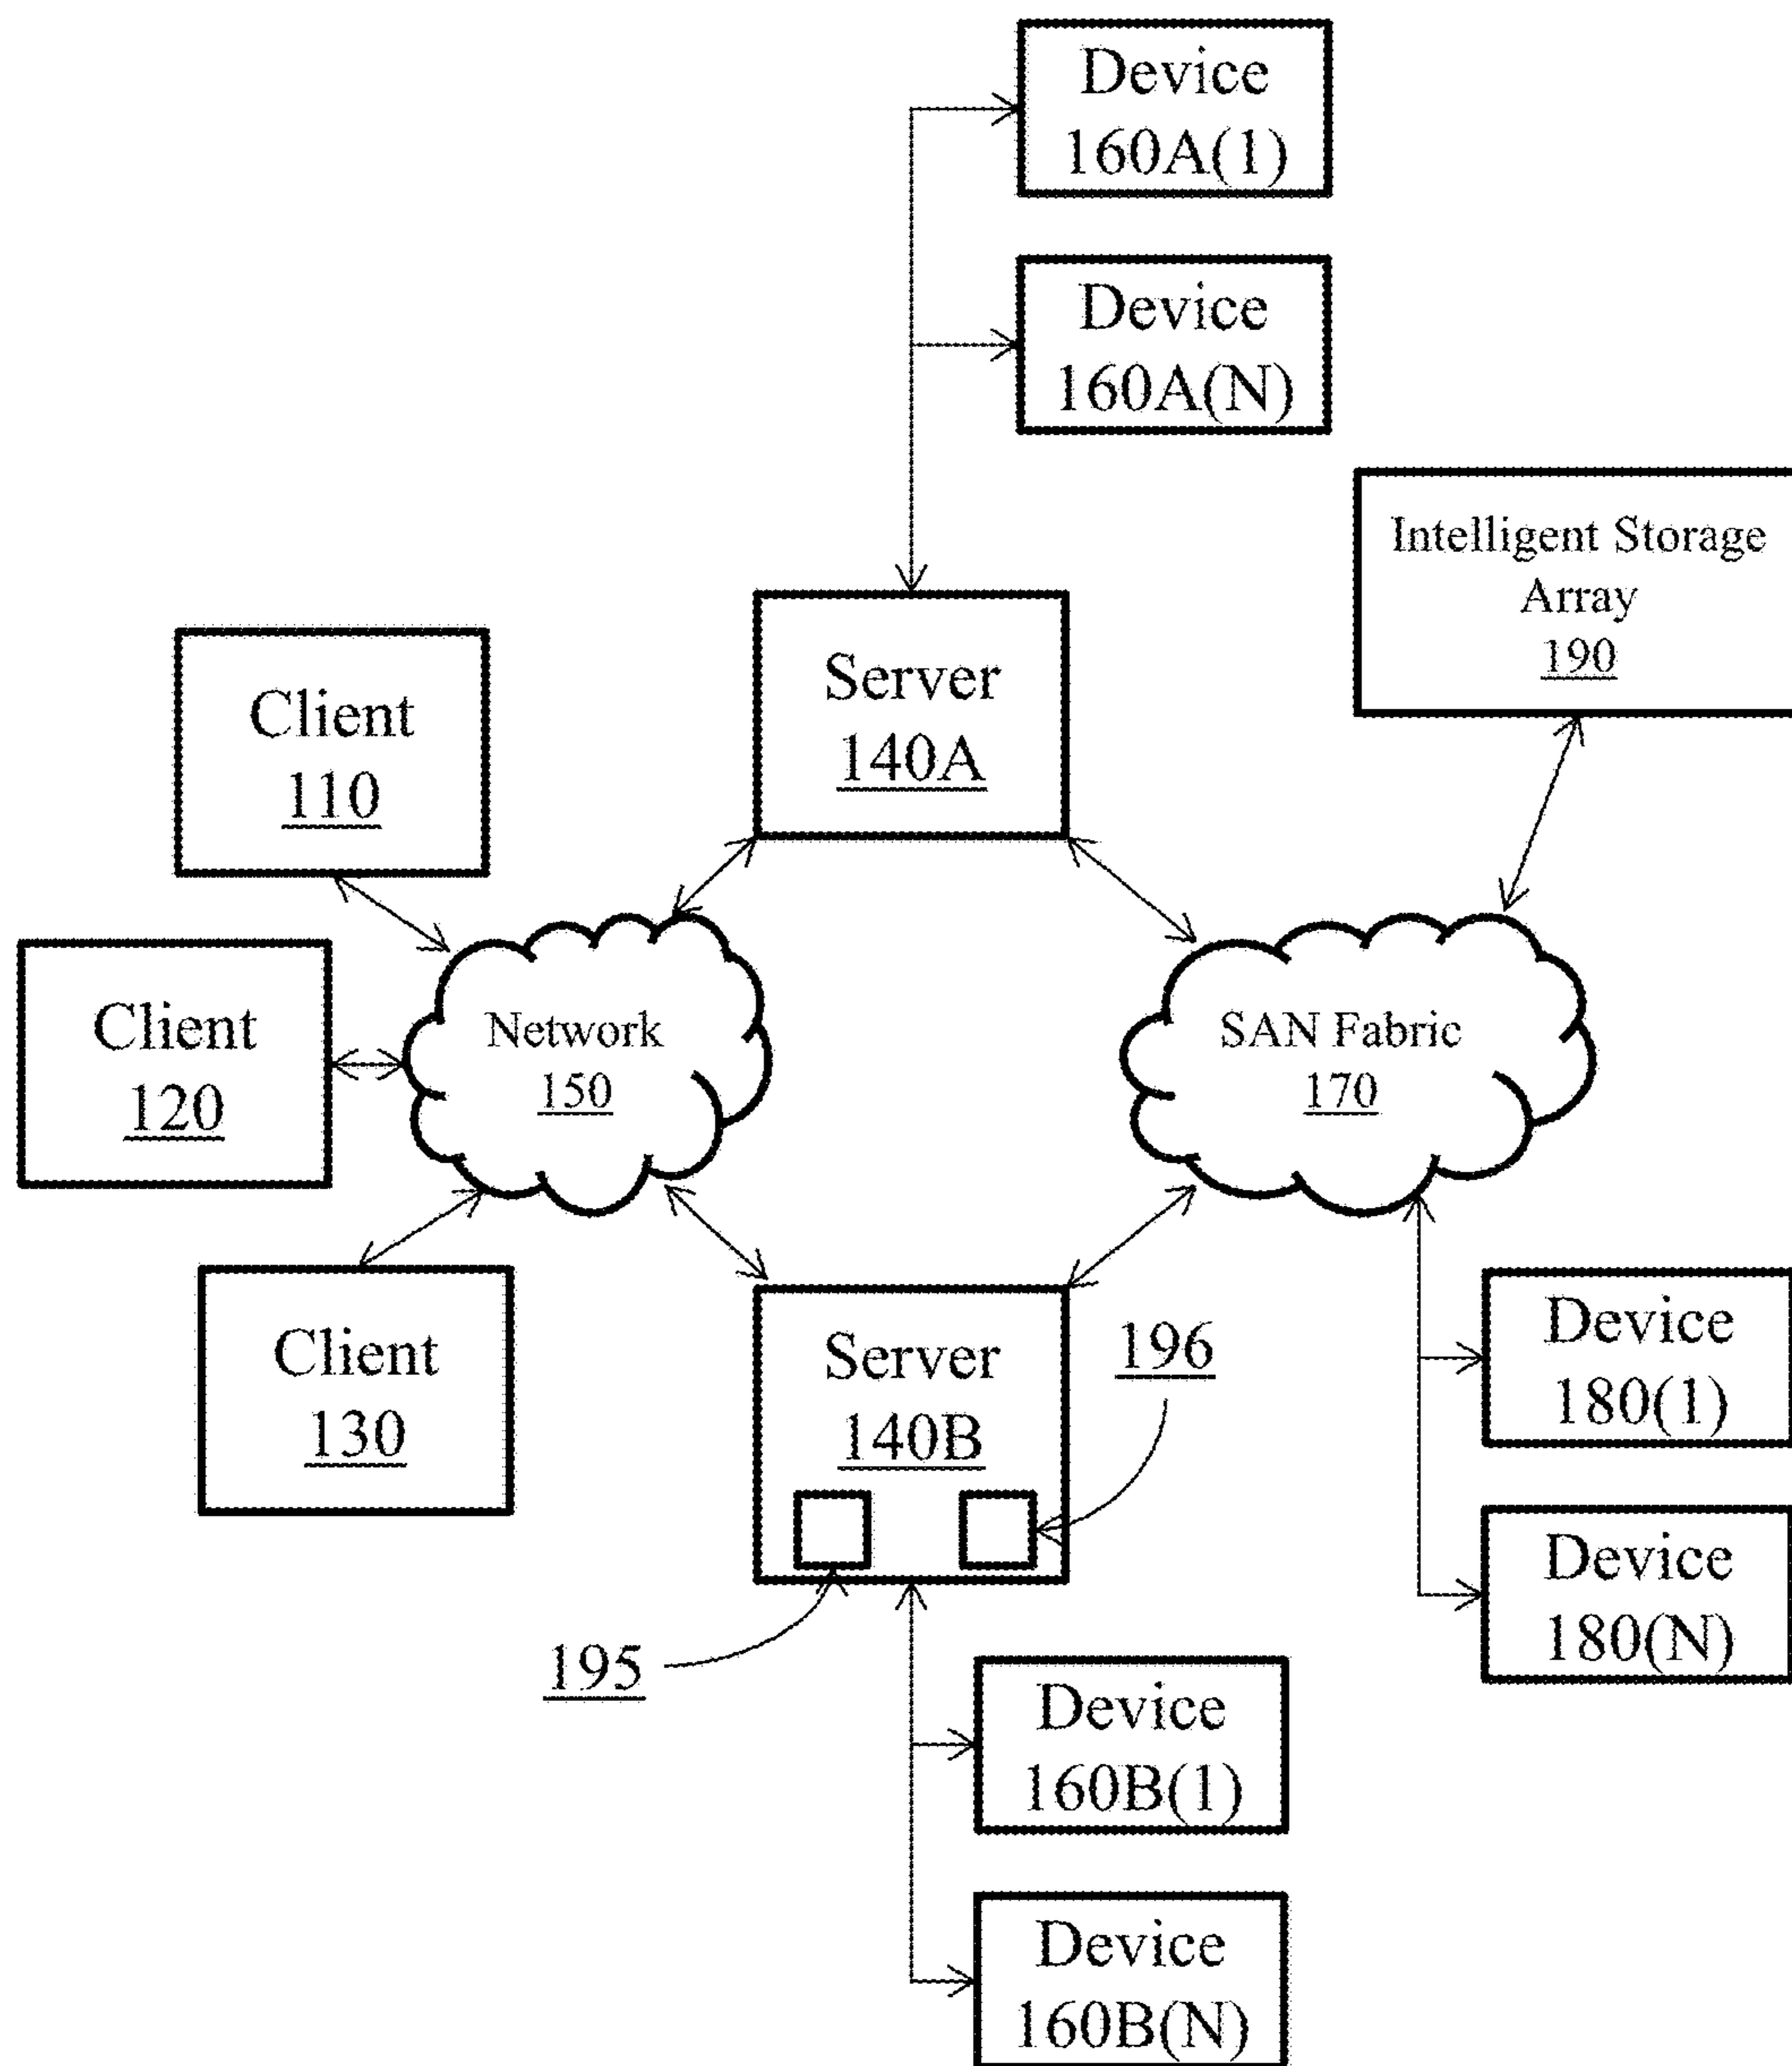 Device
160A(1)
Device
160A(N)
Intelligent Storage
Array
190
Server
140A
Client
110
Client
120
Network
150
SAN Fabric
170
Client
130
Server
140B
196
Device
180(1)
Device
180(N)
195
Device
160B(1)
Device
160B(N)